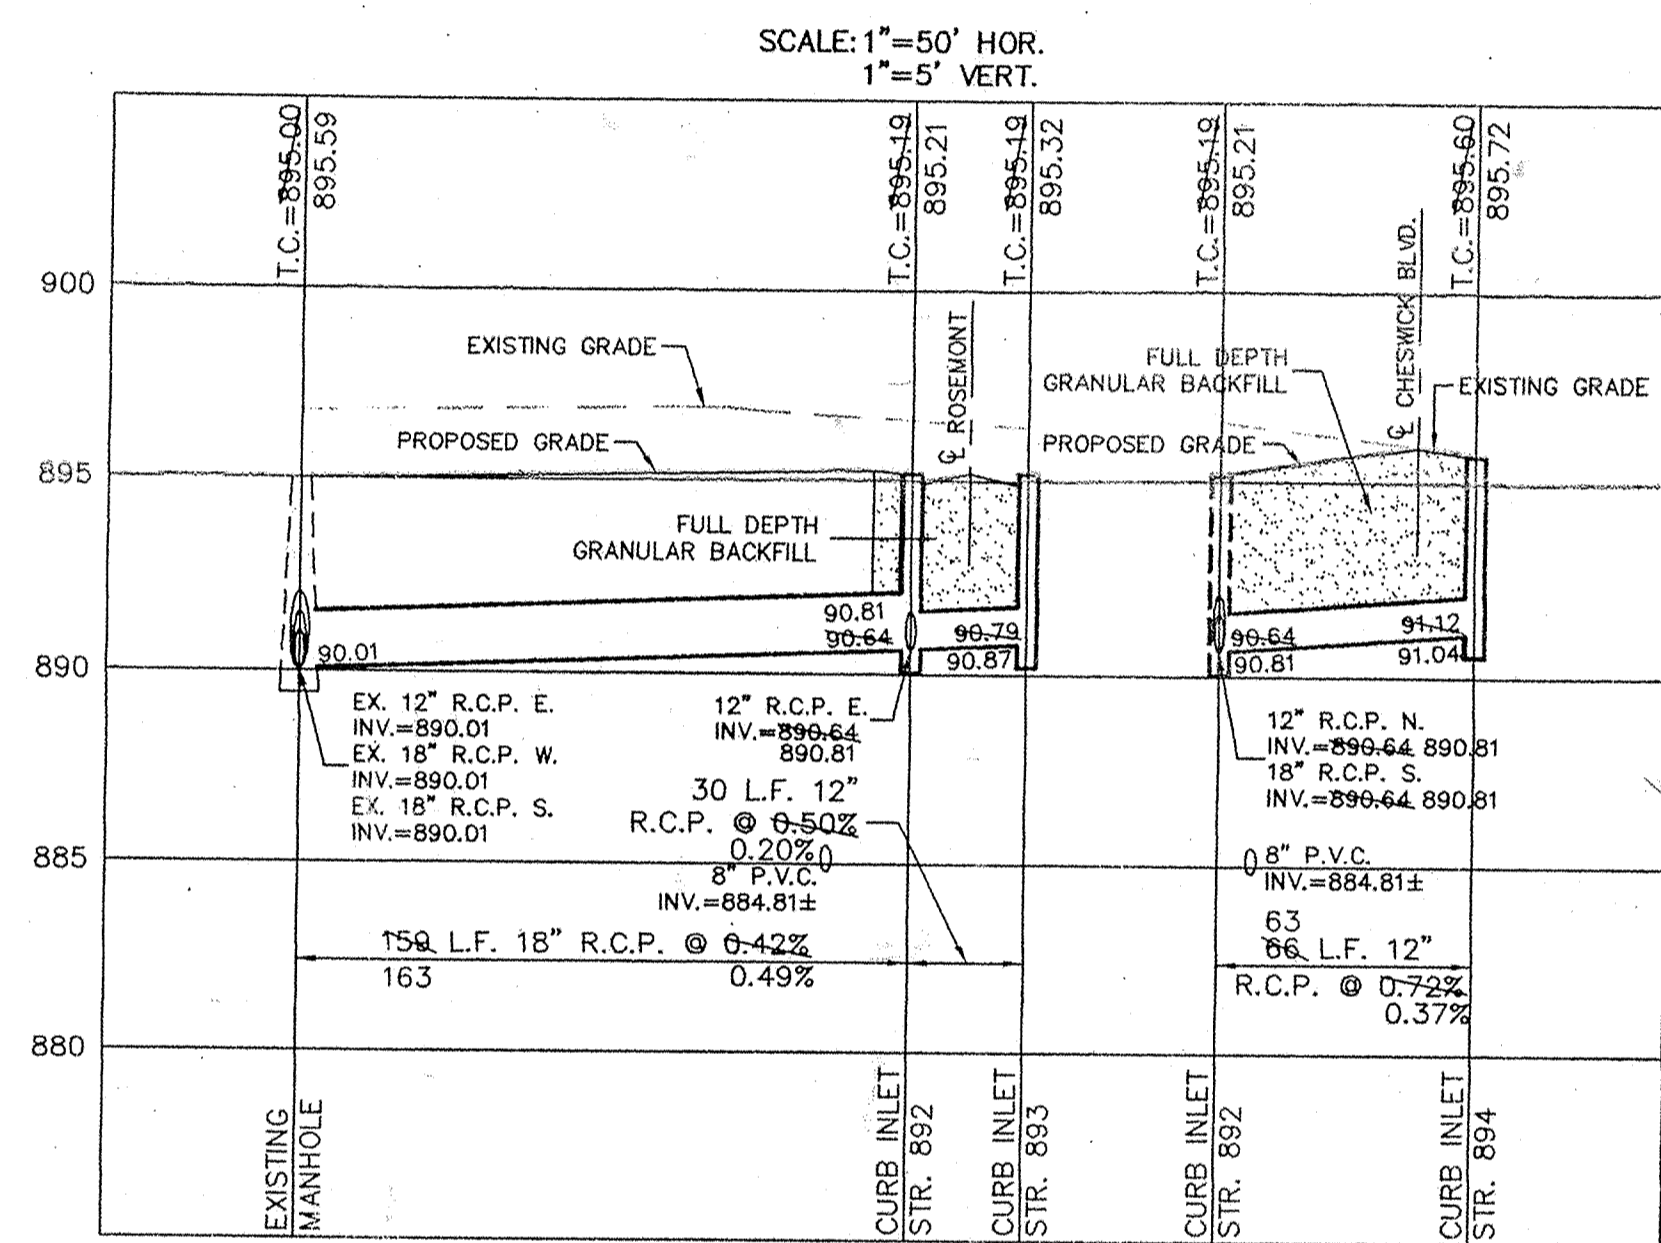 SCALE: 1"=50' HOR.
1"=5' VERT.
T.C.=895.00
895.59
T.C.=895.19
895.21
T.C.=895.19
895.32
T.C.=895.19
895.21
T.C.=895.60
895.72
900
895
890
885
880
EXISTING GRADE
PROPOSED GRADE
℄ ROSEMONT
FULL DEPTH
GRANULAR BACKFILL
PROPOSED GRADE
℄ CHESWICK BLVD.
EXISTING GRADE
FULL DEPTH
GRANULAR BACKFILL
90.01
90.81
90.64
90.79
90.87
90.64
90.81
91.12
91.04
EX. 12" R.C.P. E.
INV.=890.01
EX. 18" R.C.P. W.
INV.=890.01
EX. 18" R.C.P. S.
INV.=890.01
12" R.C.P. E.
INV.=890.64
890.81
30 L.F. 12"
R.C.P. @ 0.50%
0.20%
8" P.V.C.
INV.=884.81±
159 L.F. 18" R.C.P. @ 0.42%
163 0.49%
12" R.C.P. N.
INV.=890.64 890.81
18" R.C.P. S.
INV.=890.64 890.81
8" P.V.C.
INV.=884.81±
63
66 L.F. 12"
R.C.P. @ 0.72%
0.37%
EXISTING
MANHOLE
CURB INLET
STR. 892
CURB INLET
STR. 893
CURB INLET
STR. 892
CURB INLET
STR. 894